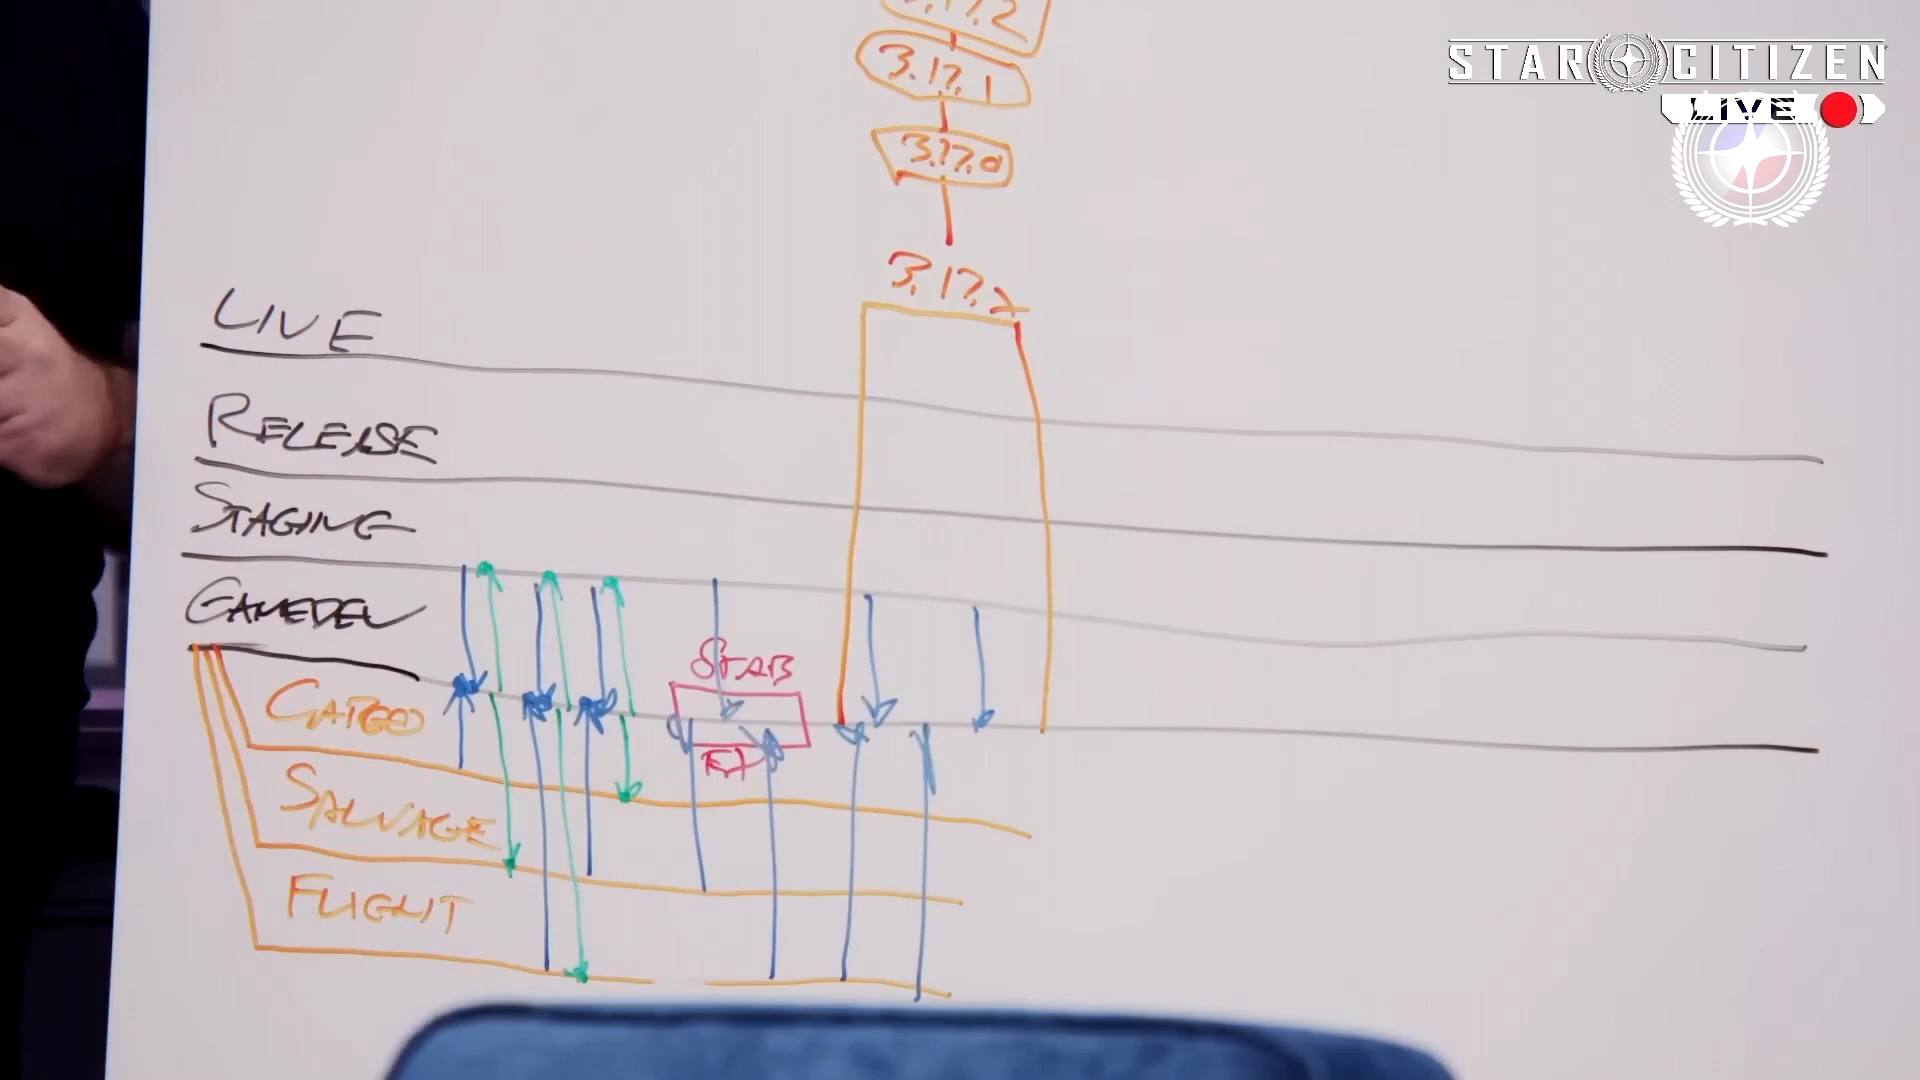 STAR CITIZEN
LIVE
3.17.2
3.17.1
3.17.0
3.17.2
LIVE
RELEASE
STAGING
GAMEDEV
STAB
CARGO
SALVAGE
FLIGHT